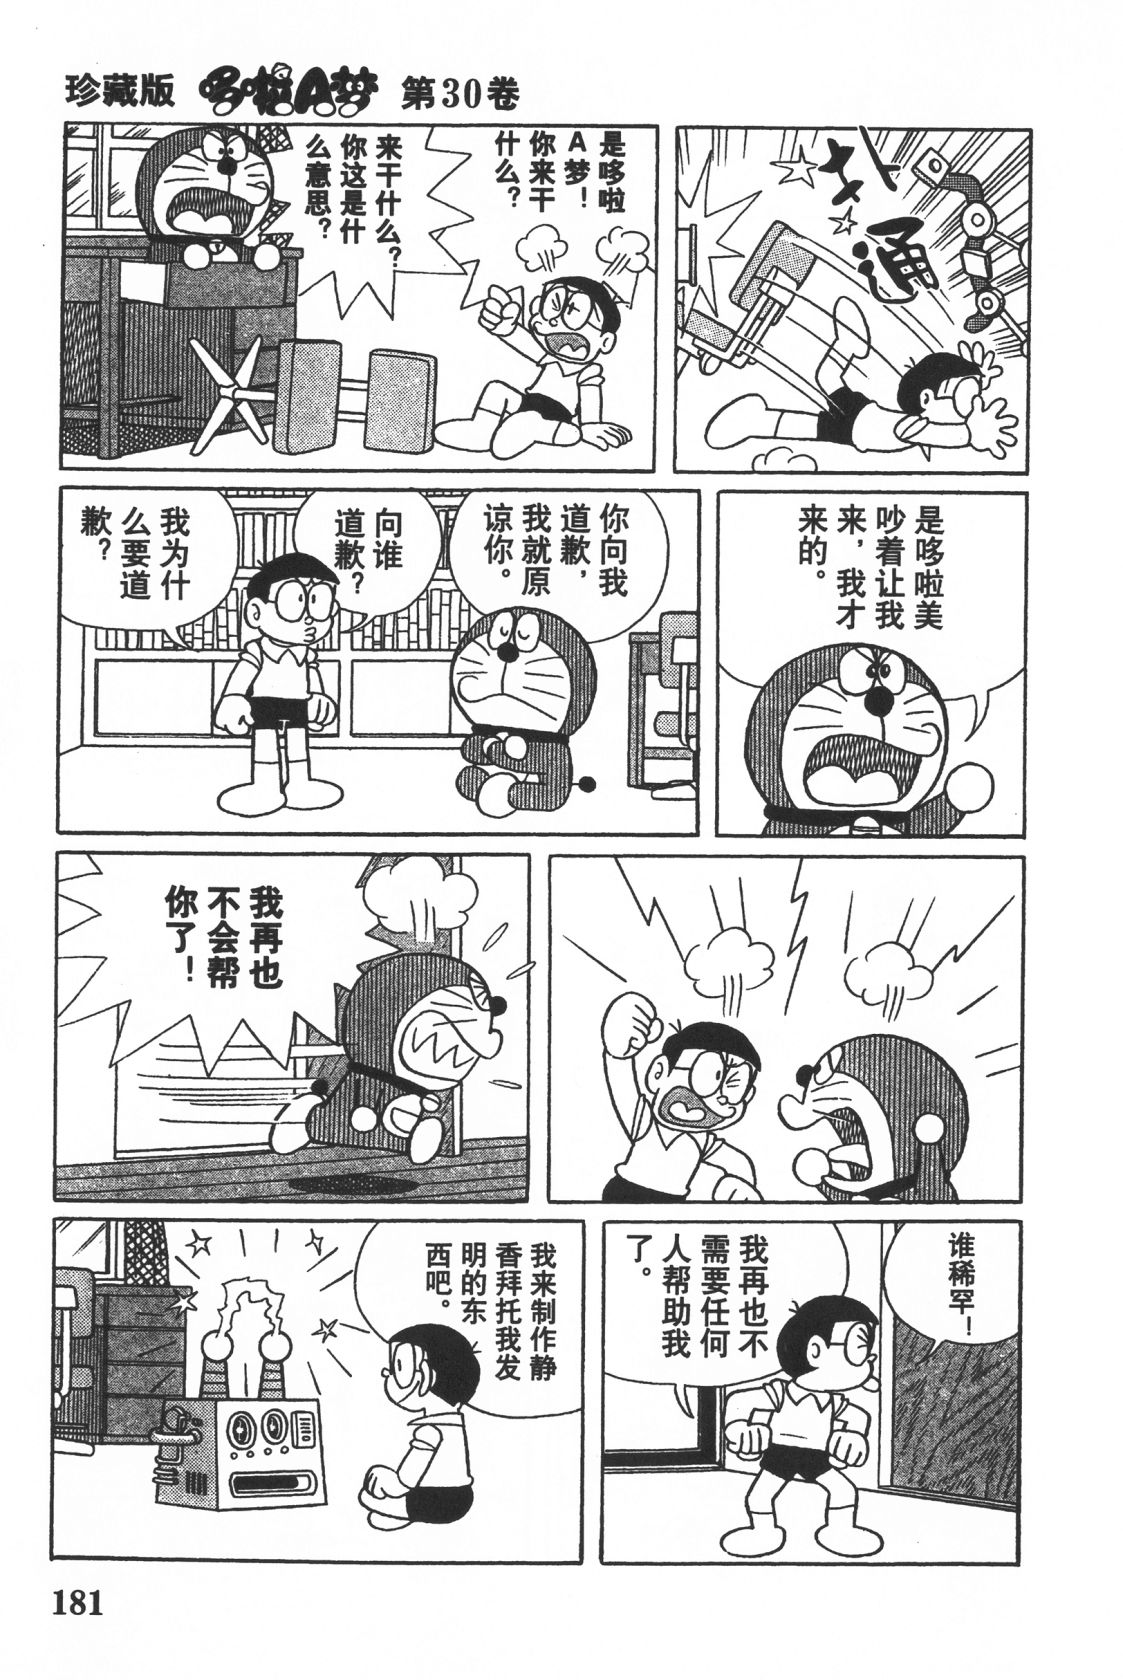 珍藏版 哆啦A梦 第30卷
扑通
是哆啦
A梦！
你来干
什么？
来干什么？
你这是什
么意思？
是哆啦美
吵着让我
来，我才
来的。
你向我
道歉，
我就原
谅你。
向谁
道歉？
我为什
么要道
歉？
我再也
不会帮
你了！
谁稀罕！
我再也不
需要任何
人帮助我
了。
我来制作静
香拜托我发
明的东
西吧。
181